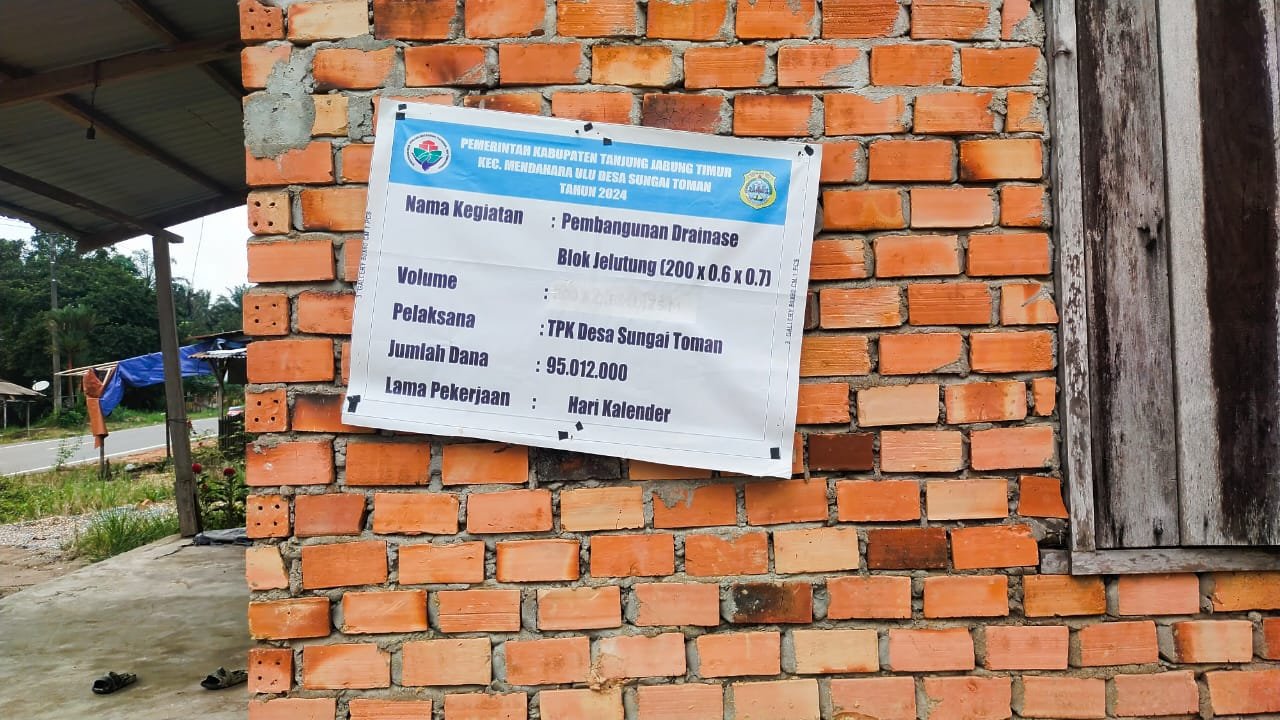 PEMERINTAH KABUPATEN TANJUNG JABUNG TIMUR
KEC. MENDAHARA ULU DESA SUNGAI TOMAN
TAHUN 2024
Nama Kegiatan : Pembangunan Drainase
Blok Jelutung (200 x 0.6 x 0.7)
Volume :
Pelaksana : TPK Desa Sungai Toman
Jumlah Dana : 95.012.000
Lama Pekerjaan : Hari Kalender